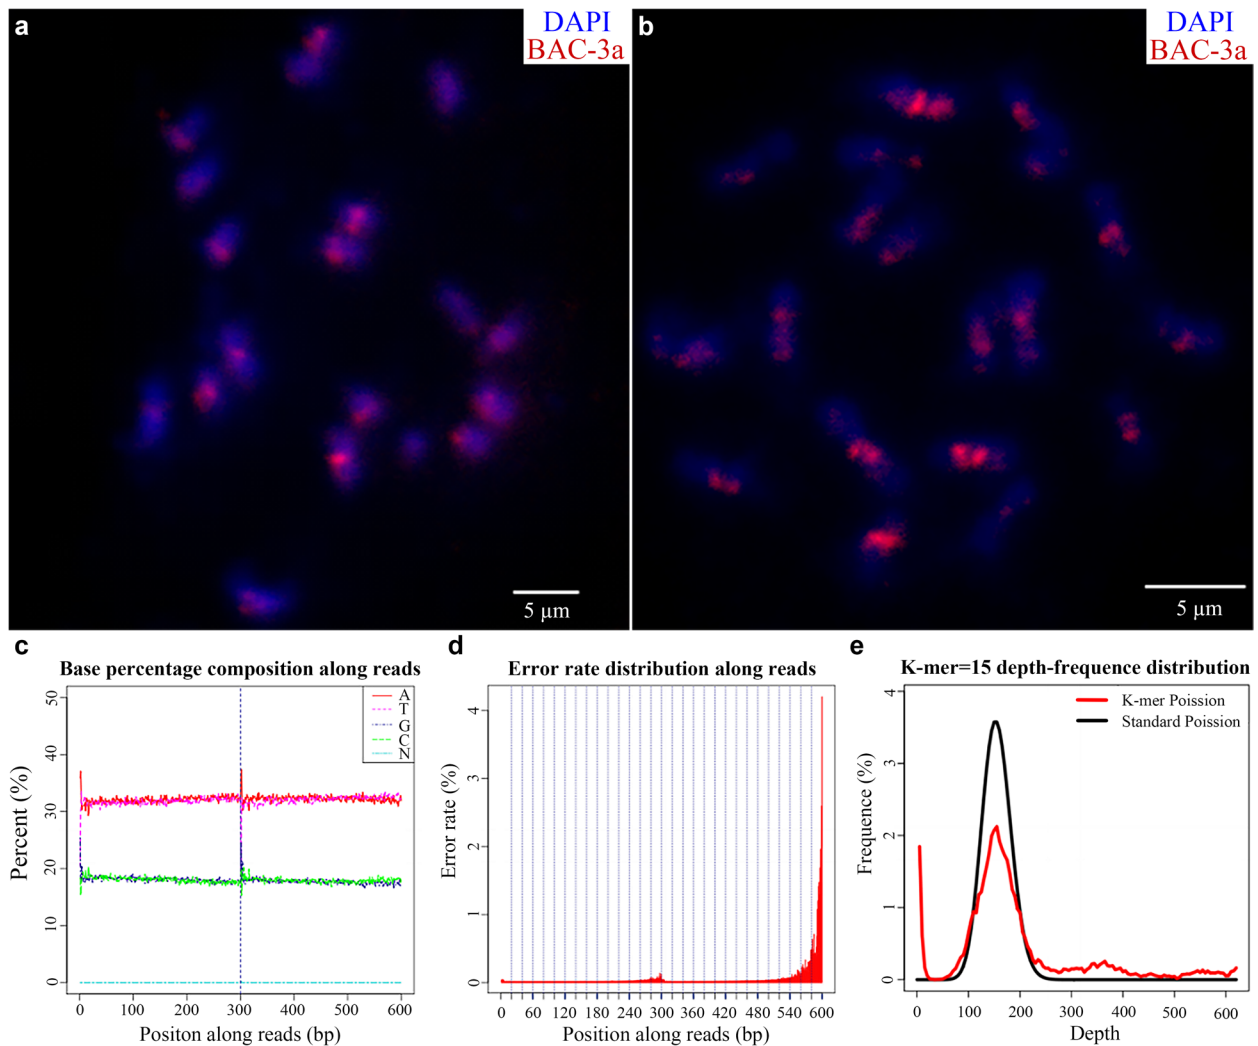 a
DAPI
BAC-3a
5 µm
b
DAPI
BAC-3a
5 µm
c
Base percentage composition along reads
Percent (%)
50
40
30
20
10
0
A
T
G
C
N
0 100 200 300 400 500 600
Positon along reads (bp)
d
Error rate distribution along reads
Error rate (%)
4
3
2
1
0
0 60 120 180 240 300 360 420 480 540 600
Position along reads (bp)
e
K-mer=15 depth-frequence distribution
Frequence (%)
4
3
2
1
0
K-mer Poission
Standard Poission
0 100 200 300 400 500 600
Depth